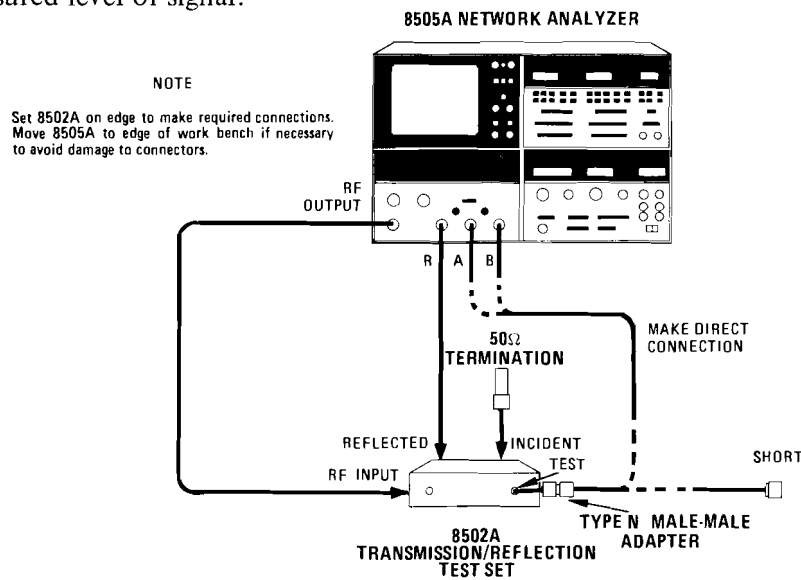 sured level of signal.
8505A NETWORK ANALYZER
NOTE
Set 8502A on edge to make required connections.
Move 8505A to edge of work bench if necessary
to avoid damage to connectors.
RF
OUTPUT
R A B
MAKE DIRECT
CONNECTION
50Ω
TERMINATION
REFLECTED
INCIDENT
TEST
SHORT
RF INPUT
TYPE N MALE-MALE
ADAPTER
8502A
TRANSMISSION/REFLECTION
TEST SET